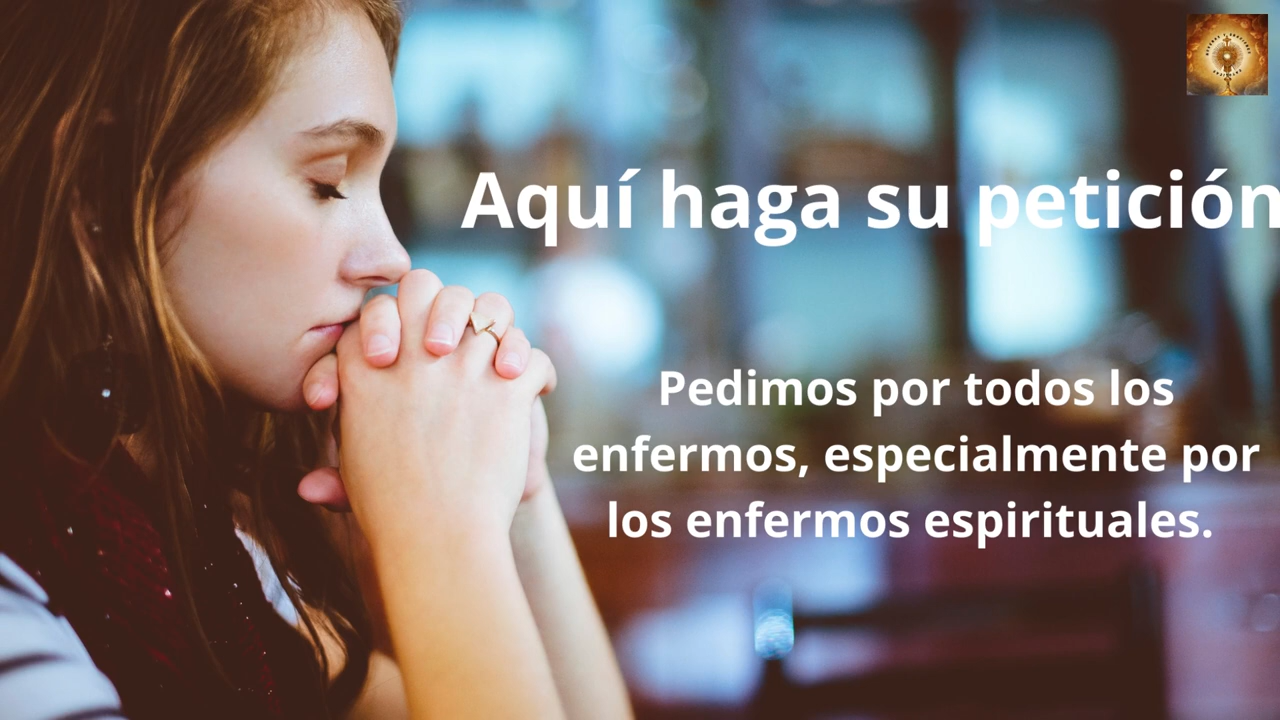 Aquí haga su petición
Pedimos por todos los
enfermos, especialmente por
los enfermos espirituales.